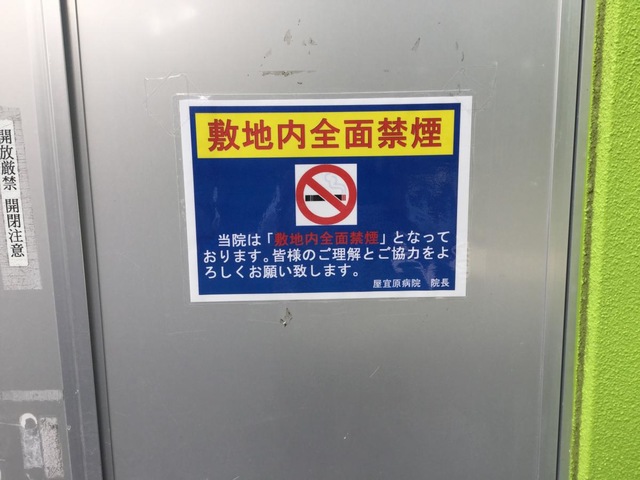 敷地内全面禁煙
当院は「敷地内全面禁煙」となって
おります。皆様のご理解とご協力をよ
ろしくお願い致します。
屋宜原病院　院長
開放厳禁 開閉注意